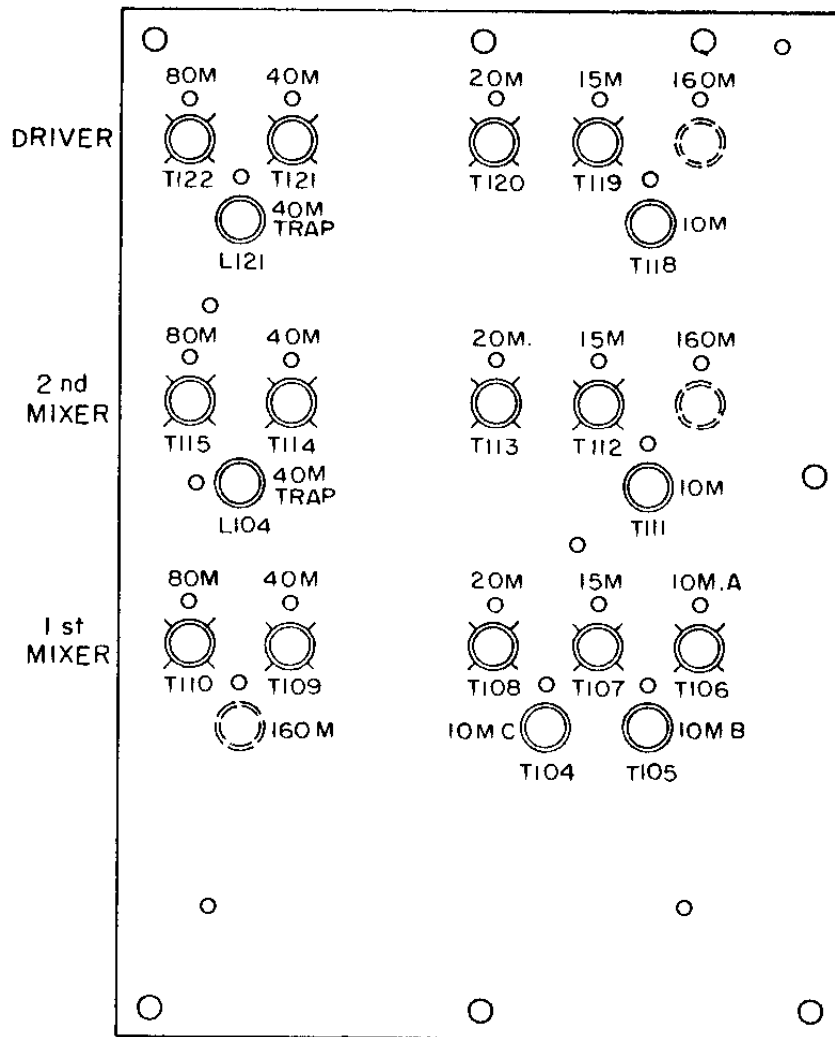 80M 40M 20M 15M 160M
DRIVER
T122 T121 T120 T119
40M
TRAP
10M
L121 T118
80M 40M 20M. 15M 160M
2nd
MIXER
T115 T114 T113 T112
40M
TRAP
10M
L104 T111
80M 40M 20M 15M 10M.A
1st
MIXER
T110 T109 T108 T107 T106
160M 10M C 10M B
T104 T105